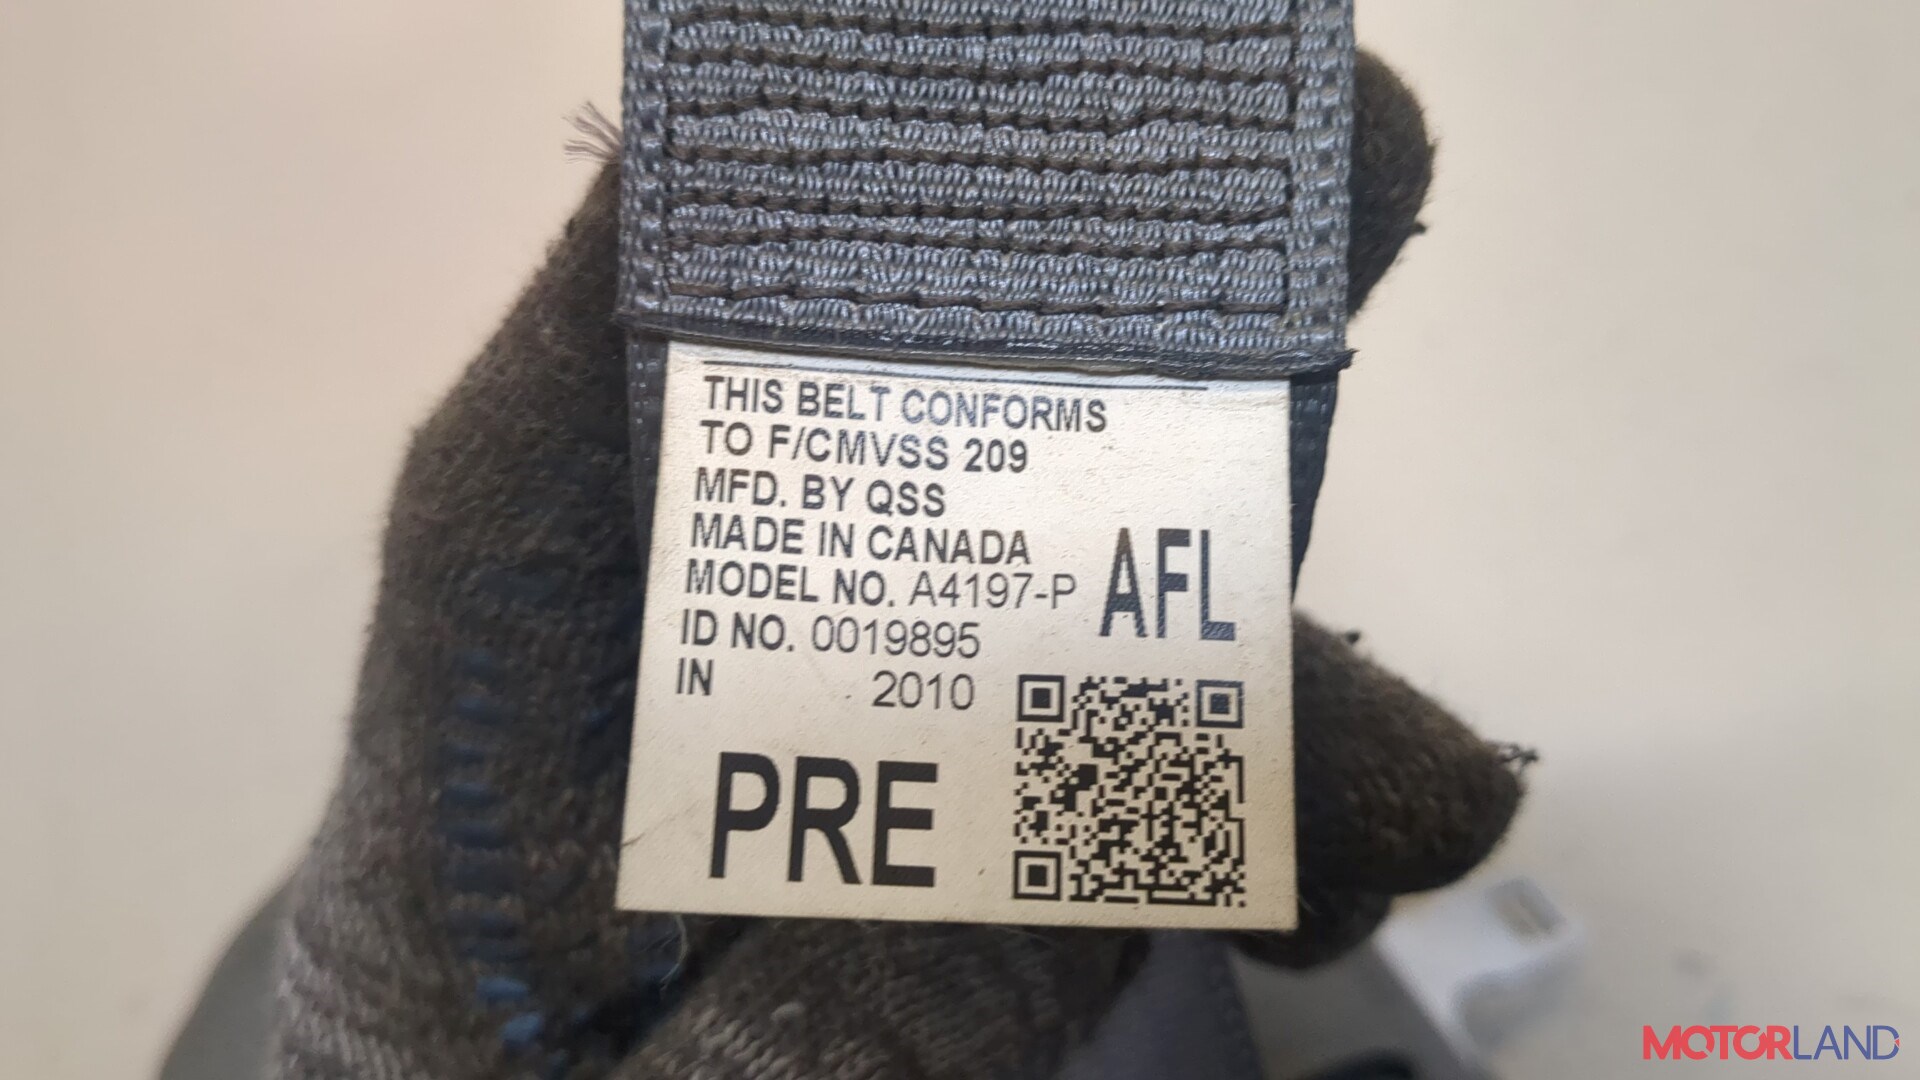 THIS BELT CONFORMS
TO F/CMVSS 209
MFD. BY QSS
MADE IN CANADA
MODEL NO. A4197-P
AFL
ID NO. 0019895
IN 2010
PRE
MOTORLAND